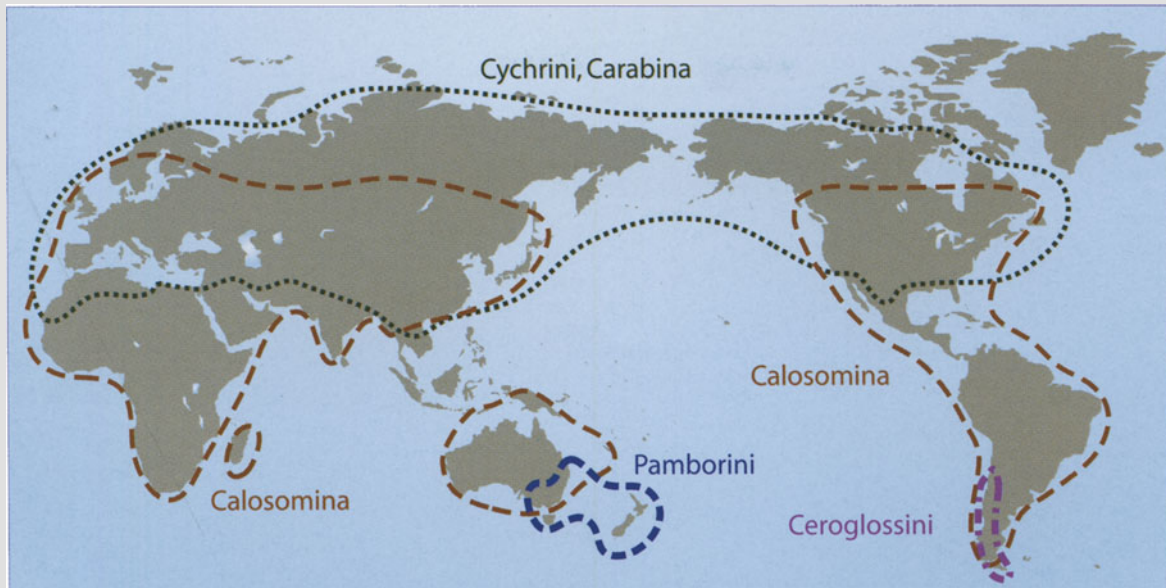 Cychrini, Carabina
Calosomina
Pamborini
Calosomina
Ceroglossini